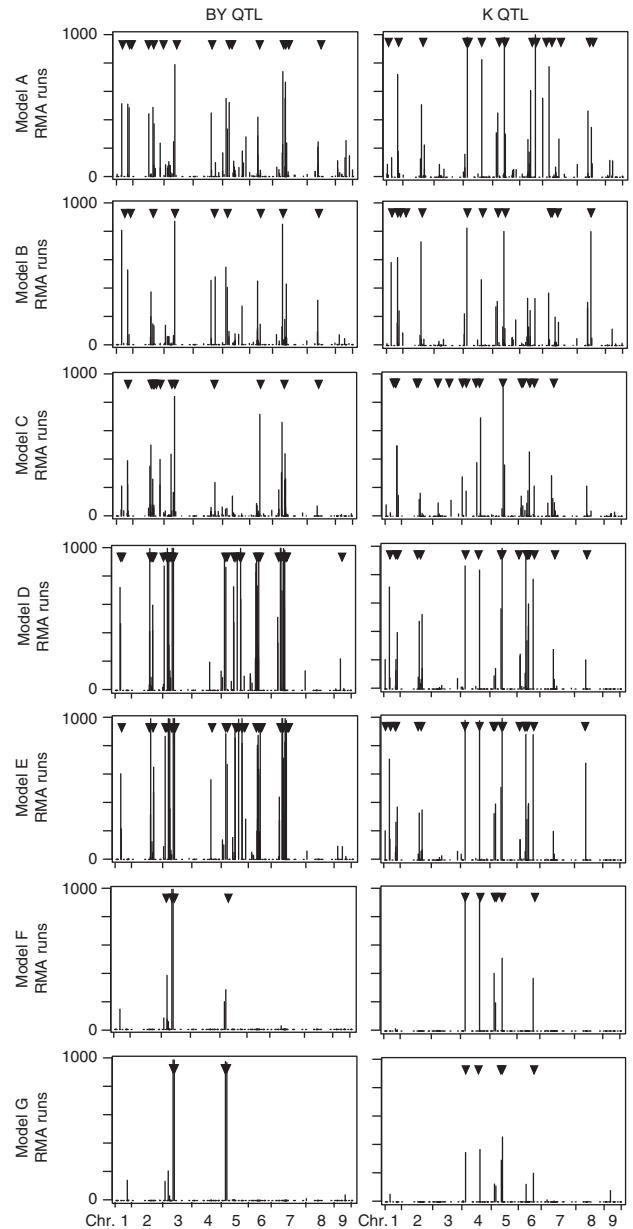 BY QTL
K QTL
Model A
RMA runs
1000
0
Model B
RMA runs
1000
0
Model C
RMA runs
1000
0
Model D
RMA runs
1000
0
Model E
RMA runs
1000
0
Model F
RMA runs
1000
0
Model G
RMA runs
1000
0
Chr. 1 2 3 4 5 6 7 8 9
Chr. 1 2 3 4 5 6 7 8 9